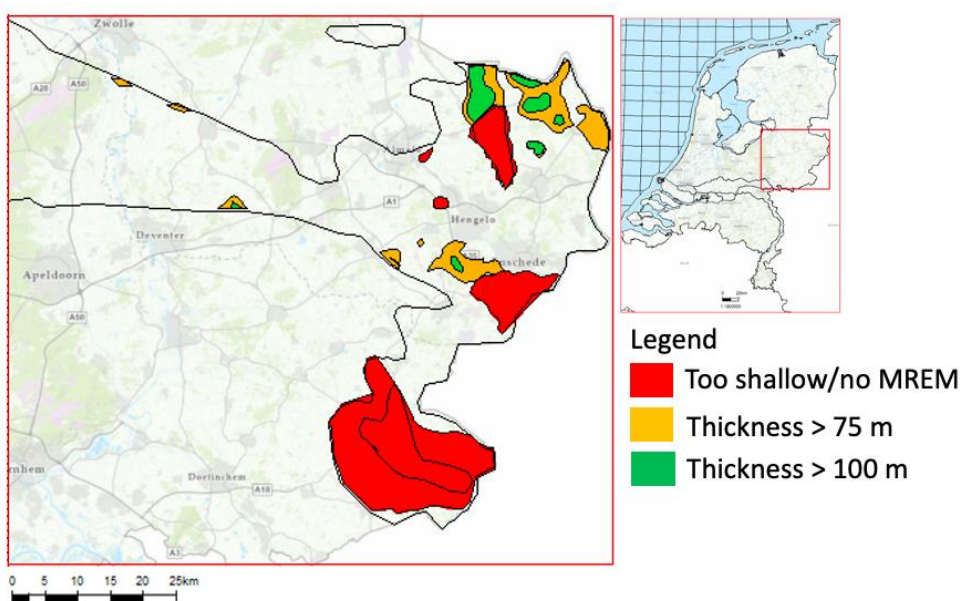 Zwolle
A28
A50
A1
Hengelo
Deventer
Apeldoorn
nschede
A50
Legend
Too shallow/no MREM
Thickness > 75 m
Thickness > 100 m
nhem
Doetinchem
A18
A3
0 5 10 15 20 25km